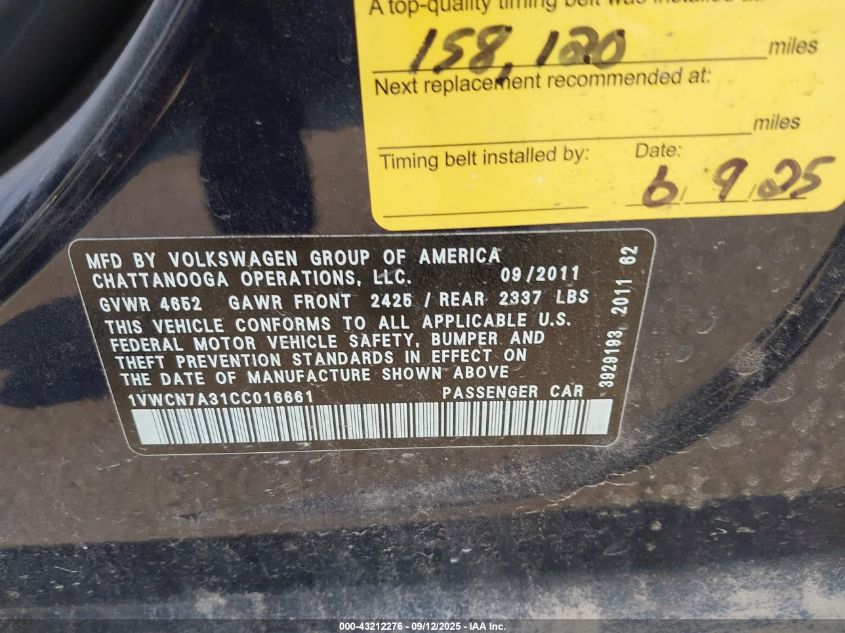 A top-quality timing belt was installed at:
158,120 miles
Next replacement recommended at:
miles
Timing belt installed by: Date:
6/9/25
MFD BY VOLKSWAGEN GROUP OF AMERICA
CHATTANOOGA OPERATIONS, LLC. 09/2011
GVWR 4652 GAWR FRONT 2425 / REAR 2337 LBS
THIS VEHICLE CONFORMS TO ALL APPLICABLE U.S.
FEDERAL MOTOR VEHICLE SAFETY, BUMPER AND
THEFT PREVENTION STANDARDS IN EFFECT ON
THE DATE OF MANUFACTURE SHOWN ABOVE
1VWCN7A31CC016661 PASSENGER CAR
3929193 2011 62
000-43212276 - 09/12/2025 - IAA Inc.